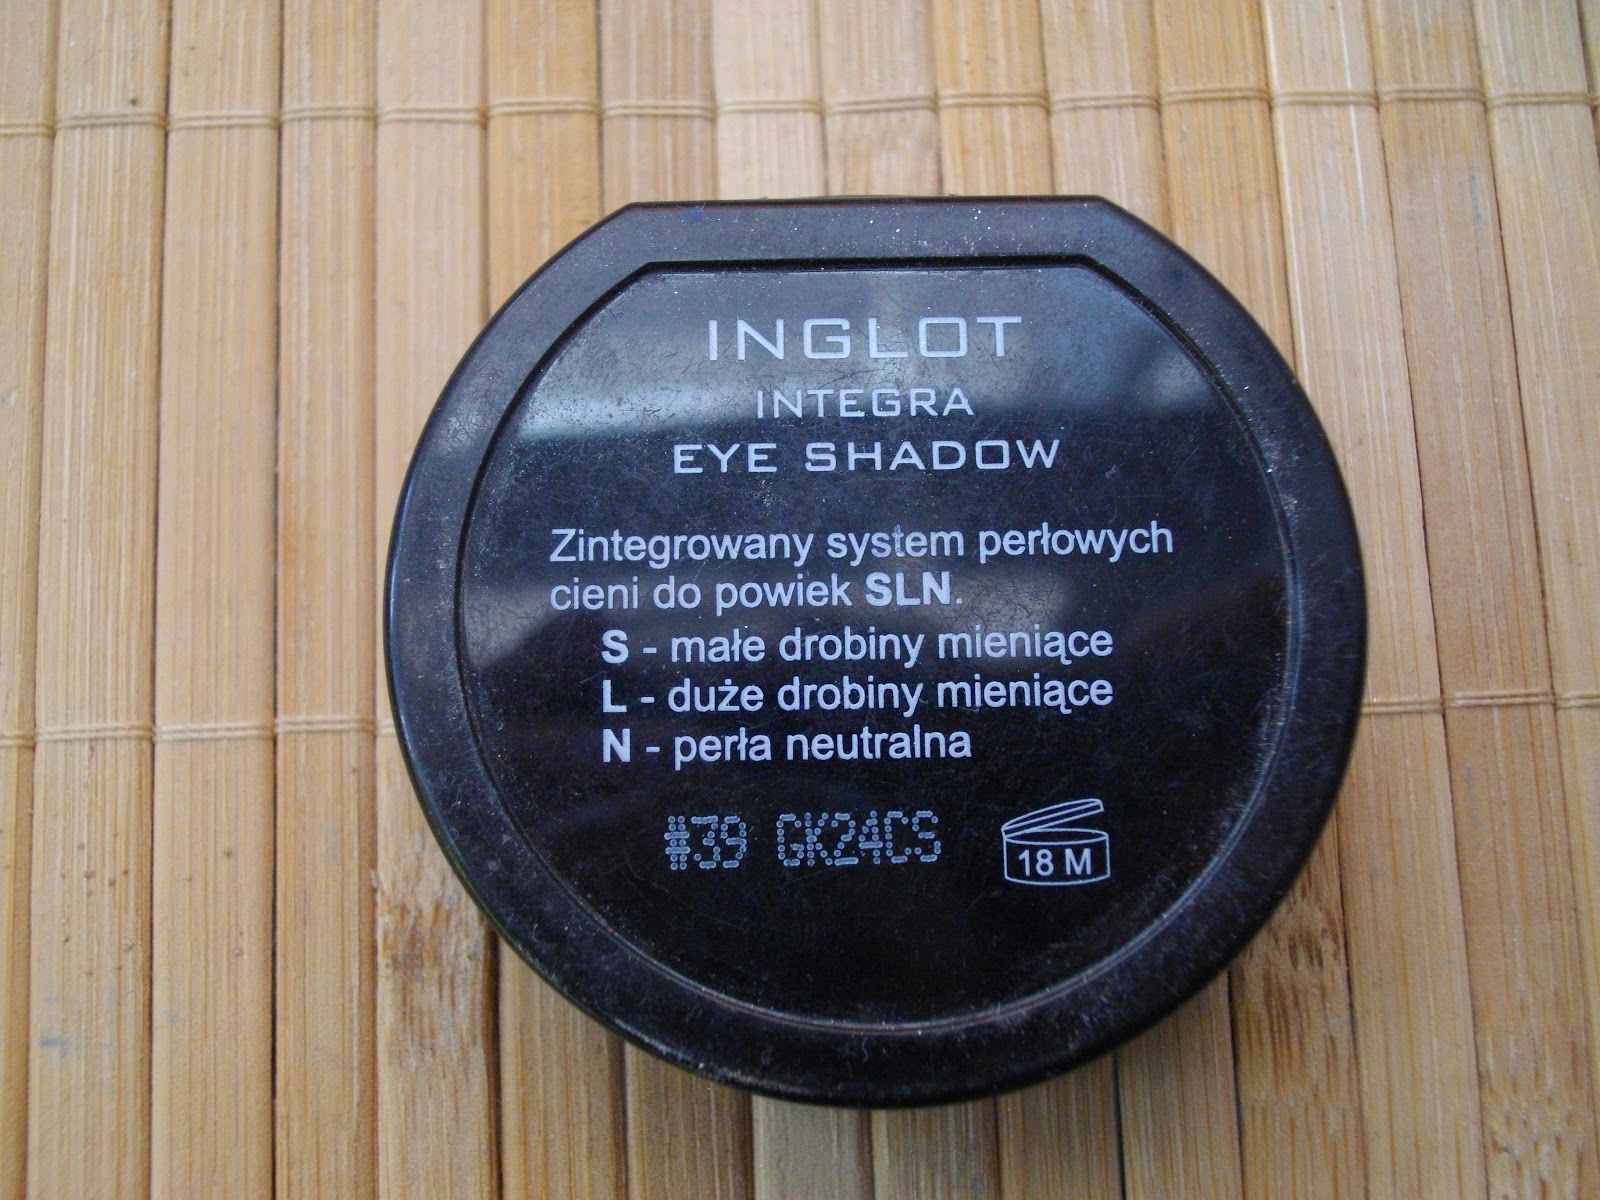 INGLOT
INTEGRA
EYE SHADOW
Zintegrowany system perłowych
cieni do powiek SLN.
S - małe drobiny mieniące
L - duże drobiny mieniące
N - perła neutralna
#39 GK24CS
18 M